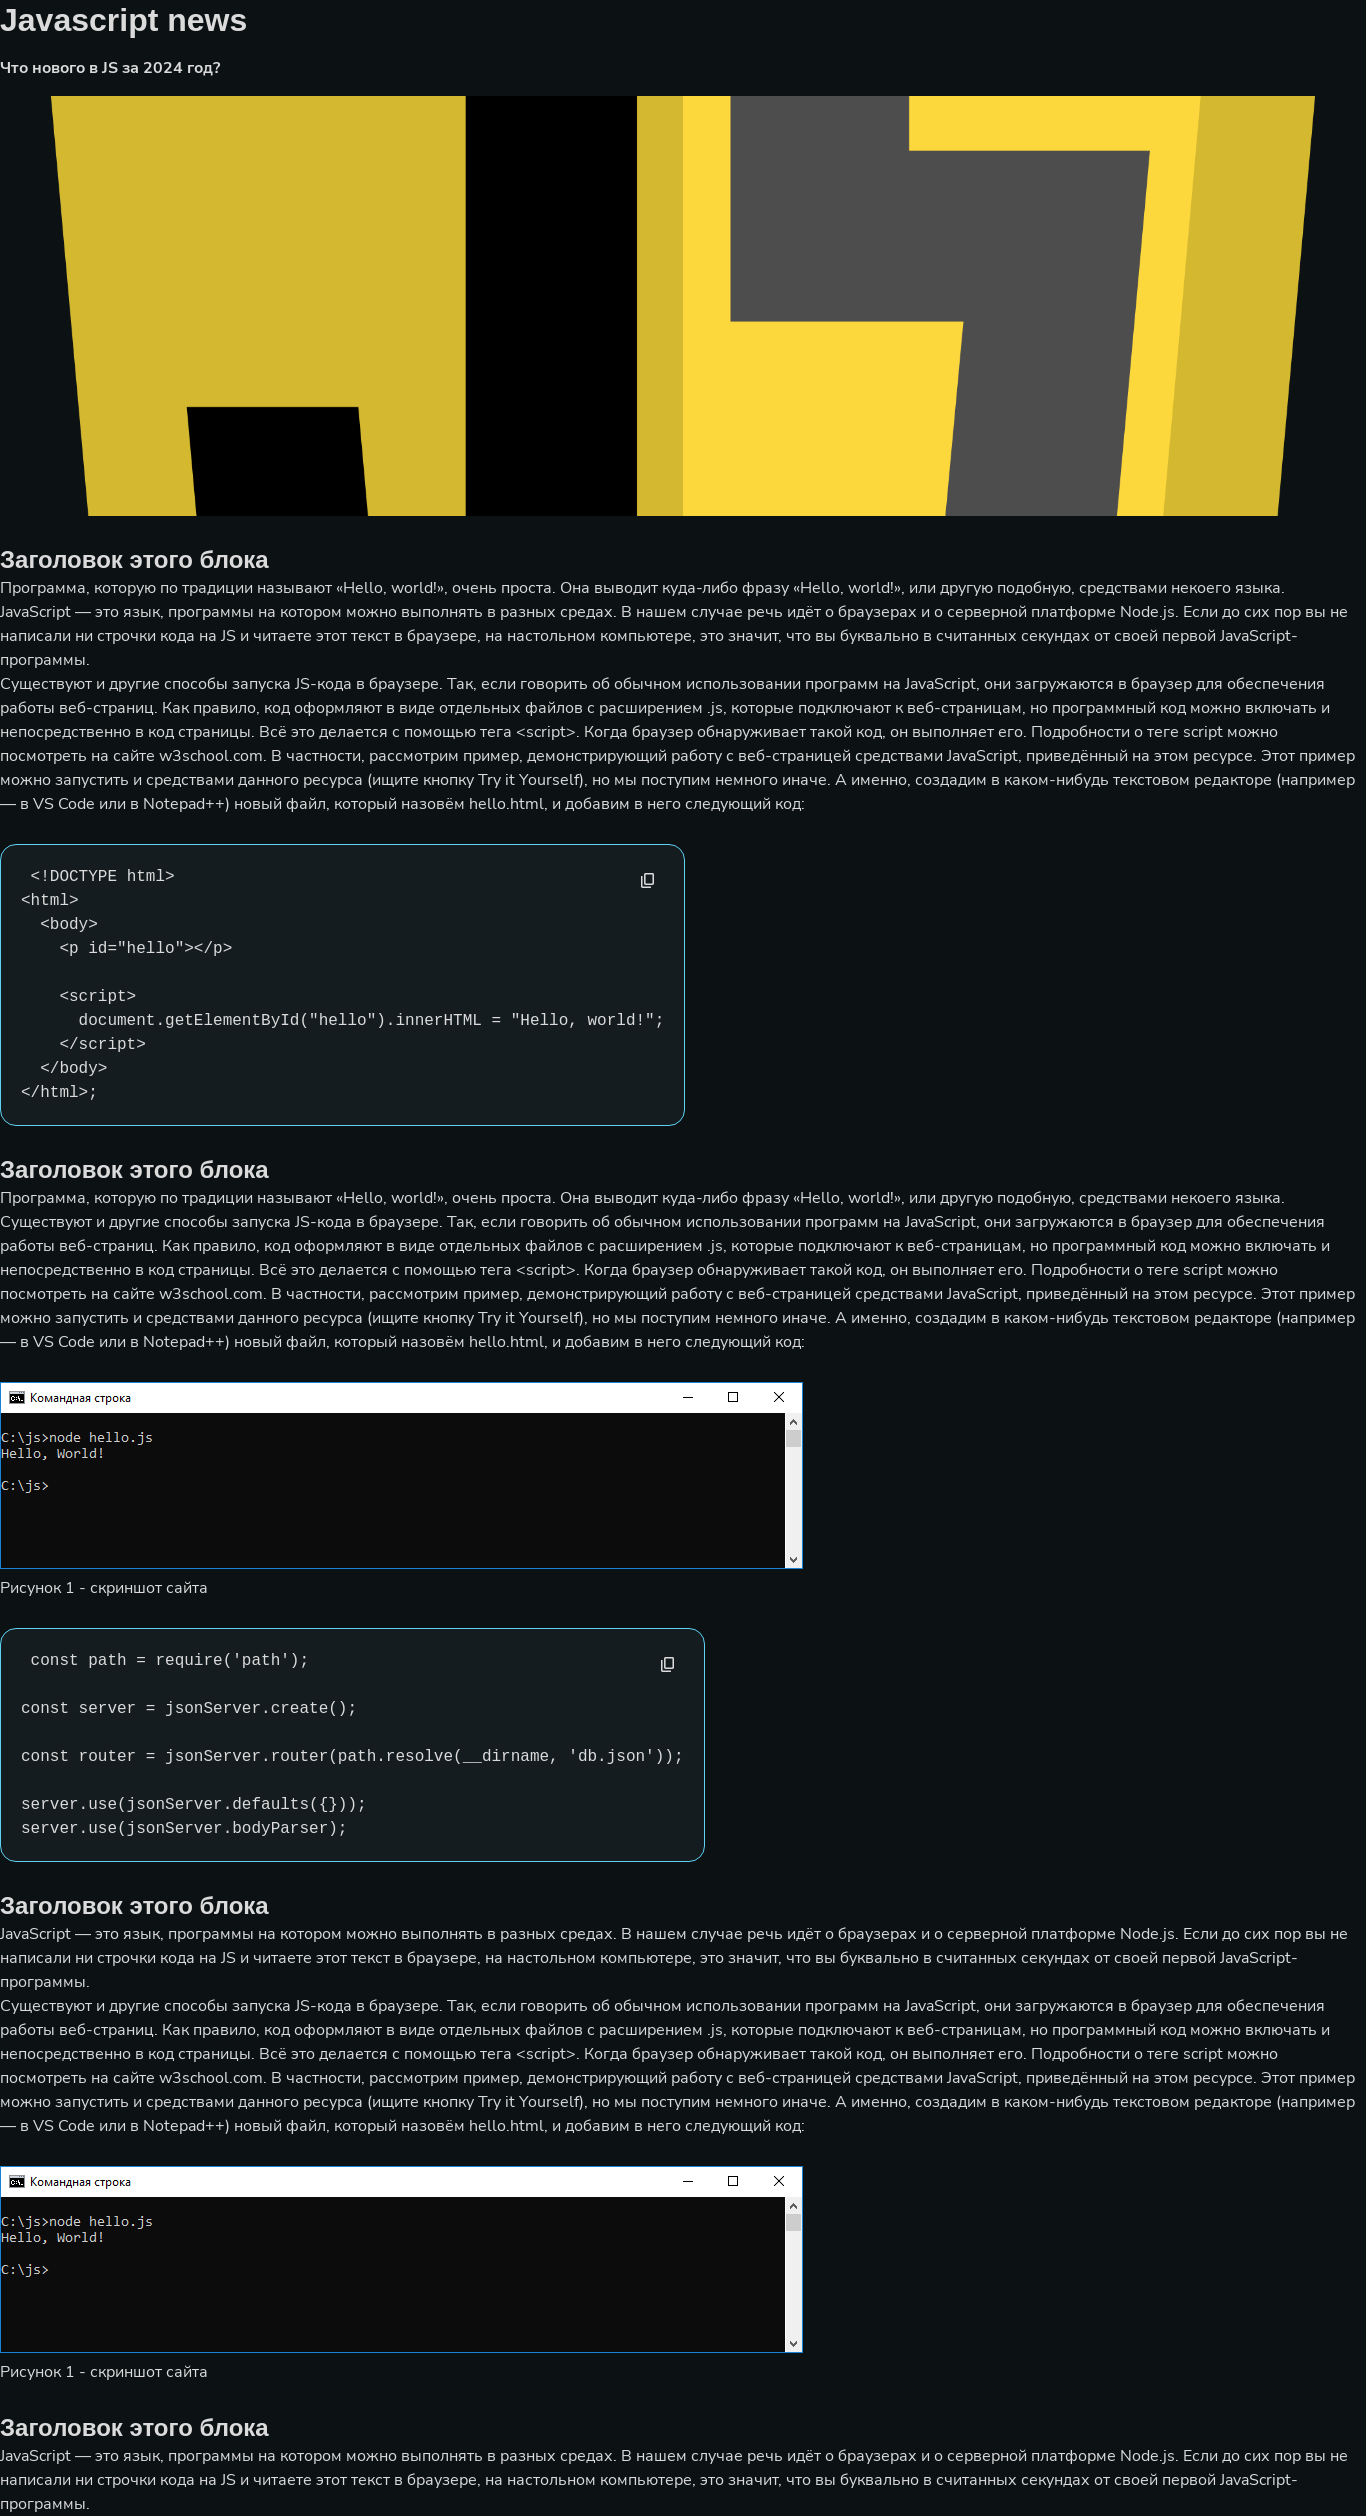 Javascript news
Что нового в JS за 2024 год?
Заголовок этого блока
Программа, которую по традиции называют «Hello, world!», очень проста. Она выводит куда-либо фразу «Hello, world!», или другую подобную, средствами некоего языка.
JavaScript — это язык, программы на котором можно выполнять в разных средах. В нашем случае речь идёт о браузерах и о серверной платформе Node.js. Если до сих пор вы не
написали ни строчки кода на JS и читаете этот текст в браузере, на настольном компьютере, это значит, что вы буквально в считанных секундах от своей первой JavaScript-
программы.
Существуют и другие способы запуска JS-кода в браузере. Так, если говорить об обычном использовании программ на JavaScript, они загружаются в браузер для обеспечения
работы веб-страниц. Как правило, код оформляют в виде отдельных файлов с расширением .js, которые подключают к веб-страницам, но программный код можно включать и
непосредственно в код страницы. Всё это делается с помощью тега <script>. Когда браузер обнаруживает такой код, он выполняет его. Подробности о теге script можно
посмотреть на сайте w3school.com. В частности, рассмотрим пример, демонстрирующий работу с веб-страницей средствами JavaScript, приведённый на этом ресурсе. Этот пример
можно запустить и средствами данного ресурса (ищите кнопку Try it Yourself), но мы поступим немного иначе. А именно, создадим в каком-нибудь текстовом редакторе (например
— в VS Code или в Notepad++) новый файл, который назовём hello.html, и добавим в него следующий код:
<!DOCTYPE html>
<html>
<body>
<p id="hello"></p>
<script>
document.getElementById("hello").innerHTML = "Hello, world!";
</script>
</body>
</html>;
Заголовок этого блока
Программа, которую по традиции называют «Hello, world!», очень проста. Она выводит куда-либо фразу «Hello, world!», или другую подобную, средствами некоего языка.
Существуют и другие способы запуска JS-кода в браузере. Так, если говорить об обычном использовании программ на JavaScript, они загружаются в браузер для обеспечения
работы веб-страниц. Как правило, код оформляют в виде отдельных файлов с расширением .js, которые подключают к веб-страницам, но программный код можно включать и
непосредственно в код страницы. Всё это делается с помощью тега <script>. Когда браузер обнаруживает такой код, он выполняет его. Подробности о теге script можно
посмотреть на сайте w3school.com. В частности, рассмотрим пример, демонстрирующий работу с веб-страницей средствами JavaScript, приведённый на этом ресурсе. Этот пример
можно запустить и средствами данного ресурса (ищите кнопку Try it Yourself), но мы поступим немного иначе. А именно, создадим в каком-нибудь текстовом редакторе (например
— в VS Code или в Notepad++) новый файл, который назовём hello.html, и добавим в него следующий код:
Командная строка
C:\js>node hello.js
Hello, World!
C:\js>
Рисунок 1 - скриншот сайта
const path = require('path');
const server = jsonServer.create();
const router = jsonServer.router(path.resolve(__dirname, 'db.json'));
server.use(jsonServer.defaults({}));
server.use(jsonServer.bodyParser);
Заголовок этого блока
JavaScript — это язык, программы на котором можно выполнять в разных средах. В нашем случае речь идёт о браузерах и о серверной платформе Node.js. Если до сих пор вы не
написали ни строчки кода на JS и читаете этот текст в браузере, на настольном компьютере, это значит, что вы буквально в считанных секундах от своей первой JavaScript-
программы.
Существуют и другие способы запуска JS-кода в браузере. Так, если говорить об обычном использовании программ на JavaScript, они загружаются в браузер для обеспечения
работы веб-страниц. Как правило, код оформляют в виде отдельных файлов с расширением .js, которые подключают к веб-страницам, но программный код можно включать и
непосредственно в код страницы. Всё это делается с помощью тега <script>. Когда браузер обнаруживает такой код, он выполняет его. Подробности о теге script можно
посмотреть на сайте w3school.com. В частности, рассмотрим пример, демонстрирующий работу с веб-страницей средствами JavaScript, приведённый на этом ресурсе. Этот пример
можно запустить и средствами данного ресурса (ищите кнопку Try it Yourself), но мы поступим немного иначе. А именно, создадим в каком-нибудь текстовом редакторе (например
— в VS Code или в Notepad++) новый файл, который назовём hello.html, и добавим в него следующий код:
Командная строка
C:\js>node hello.js
Hello, World!
C:\js>
Рисунок 1 - скриншот сайта
Заголовок этого блока
JavaScript — это язык, программы на котором можно выполнять в разных средах. В нашем случае речь идёт о браузерах и о серверной платформе Node.js. Если до сих пор вы не
написали ни строчки кода на JS и читаете этот текст в браузере, на настольном компьютере, это значит, что вы буквально в считанных секундах от своей первой JavaScript-
программы.